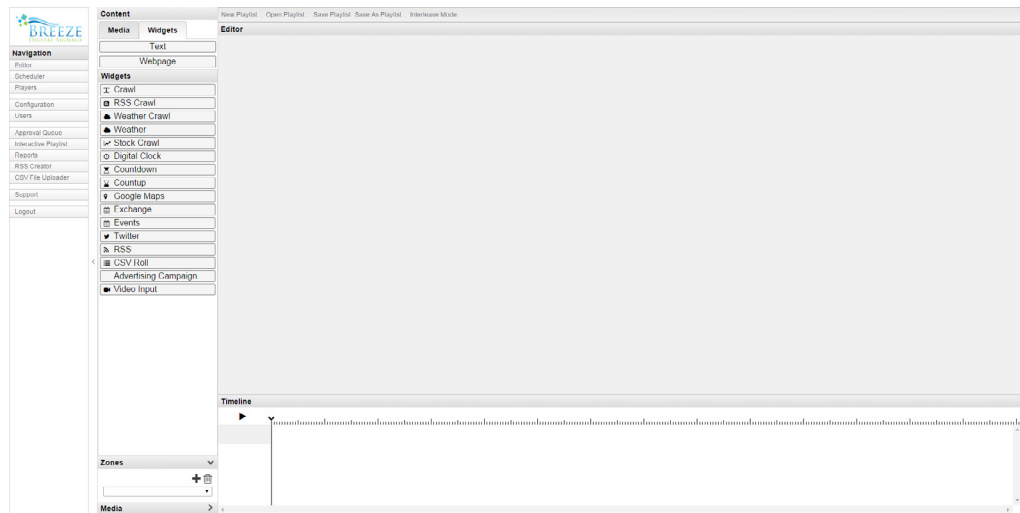 BREEZE
DIGITAL SIGNAGE
Navigation
Editor
Scheduler
Players
Configuration
Users
Approval Queue
Interactive Playlist
Reports
RSS Creator
CSV File Uploader
Support
Logout
Content
Media Widgets
Text
Webpage
Widgets
Crawl
RSS Crawl
Weather Crawl
Weather
Stock Crawl
Digital Clock
Countdown
Countup
Google Maps
Exchange
Events
Twitter
RSS
CSV Roll
Advertising Campaign
Video Input
Zones
Media
New Playlist Open Playlist Save Playlist Save As Playlist Interleave Mode
Editor
Timeline